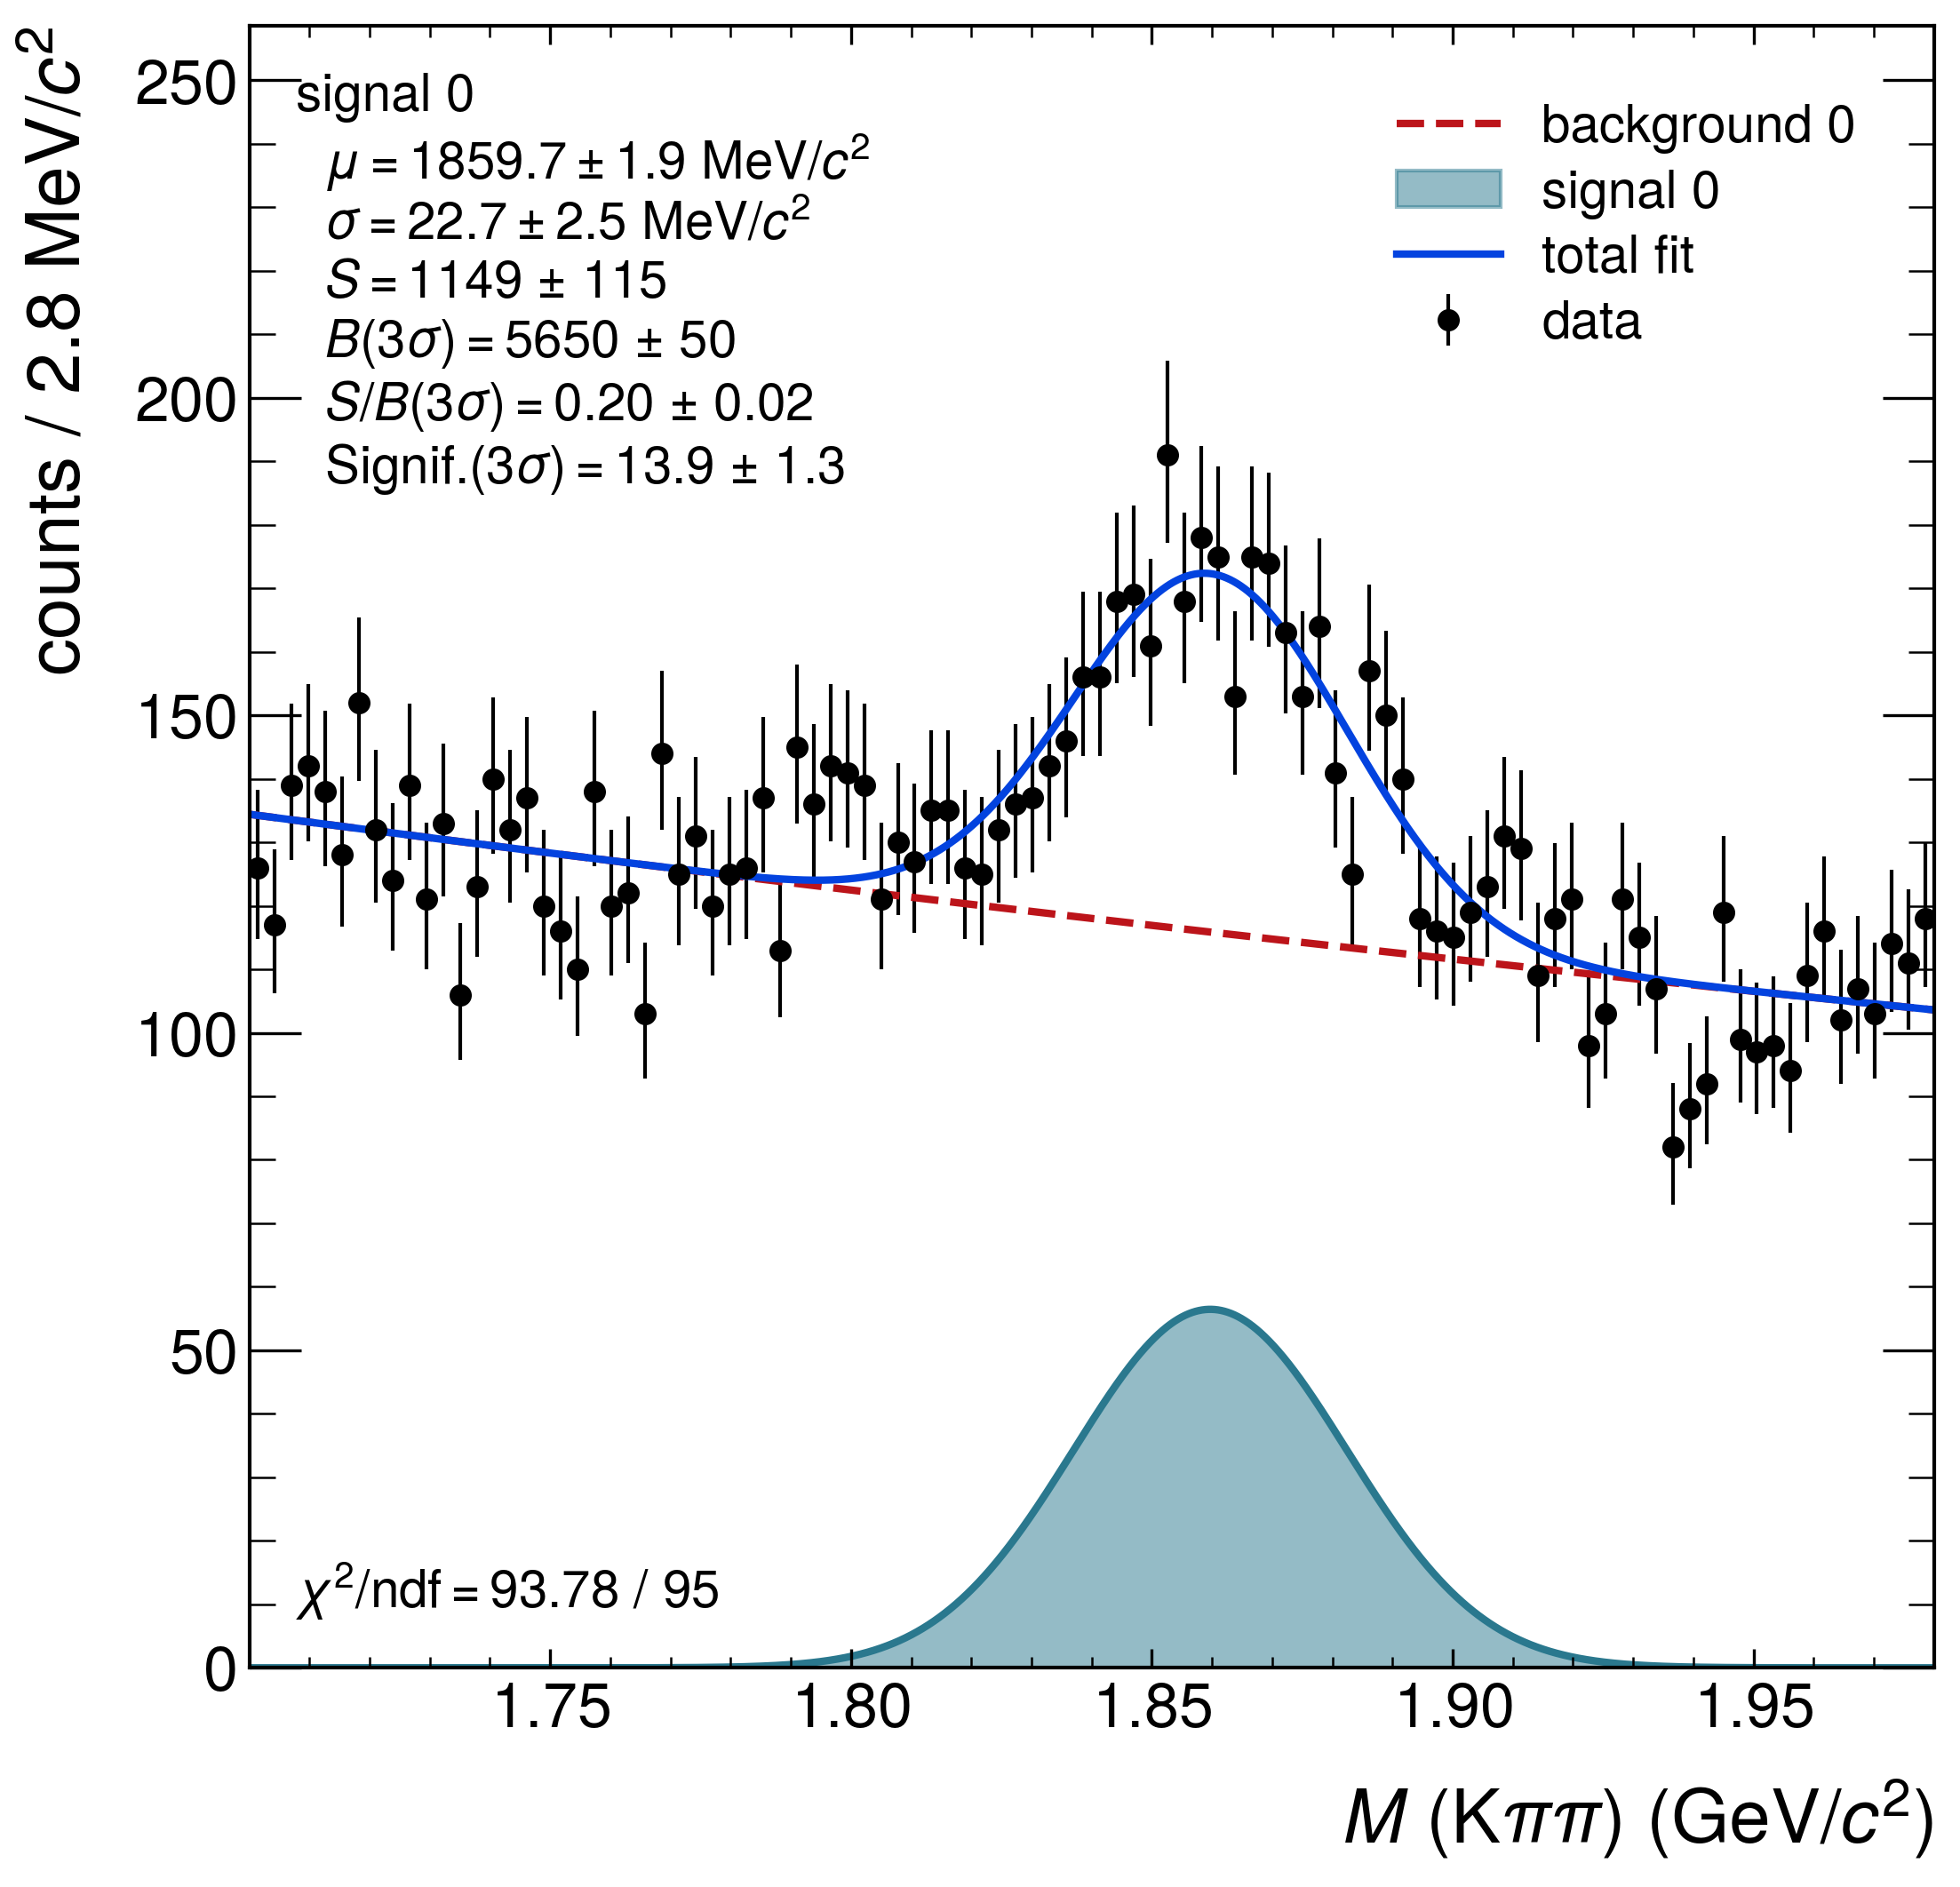 counts / 2.8 MeV/c²
250
200
150
100
50
0
signal 0
μ = 1859.7 ± 1.9 MeV/c²
σ = 22.7 ± 2.5 MeV/c²
S = 1149 ± 115
B(3σ) = 5650 ± 50
S/B(3σ) = 0.20 ± 0.02
Signif.(3σ) = 13.9 ± 1.3
background 0
signal 0
total fit
data
χ²/ndf = 93.78 / 95
1.75 1.80 1.85 1.90 1.95
M (Kππ) (GeV/c²)